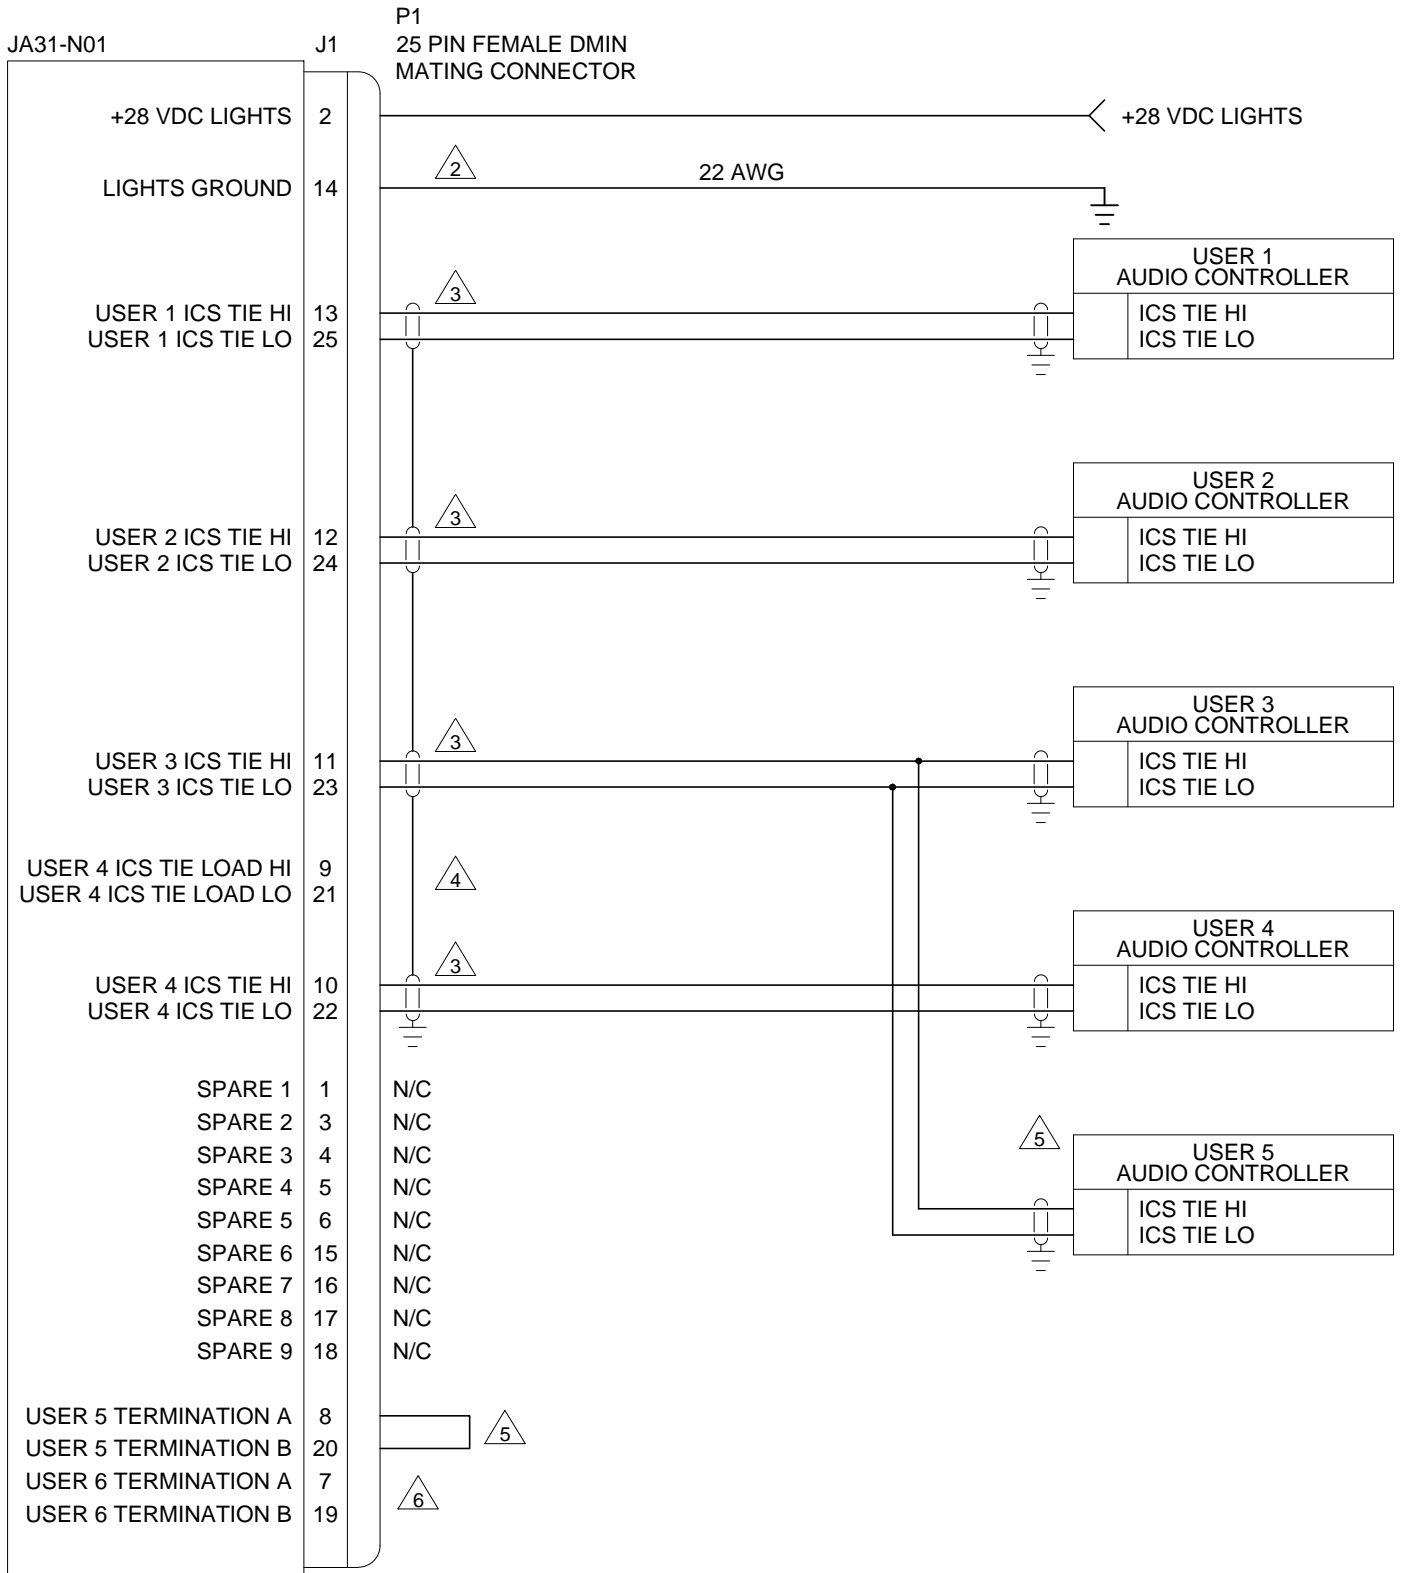 P1
JA31-N01 J1 25 PIN FEMALE DMIN
MATING CONNECTOR
+28 VDC LIGHTS 2 +28 VDC LIGHTS
2 22 AWG
LIGHTS GROUND 14
USER 1
AUDIO CONTROLLER
3
USER 1 ICS TIE HI 13 ICS TIE HI
USER 1 ICS TIE LO 25 ICS TIE LO
USER 2
AUDIO CONTROLLER
3
USER 2 ICS TIE HI 12 ICS TIE HI
USER 2 ICS TIE LO 24 ICS TIE LO
USER 3
AUDIO CONTROLLER
3
USER 3 ICS TIE HI 11 ICS TIE HI
USER 3 ICS TIE LO 23 ICS TIE LO
USER 4 ICS TIE LOAD HI 9
4
USER 4 ICS TIE LOAD LO 21
USER 4
AUDIO CONTROLLER
3
USER 4 ICS TIE HI 10 ICS TIE HI
USER 4 ICS TIE LO 22 ICS TIE LO
SPARE 1 1 N/C
SPARE 2 3 N/C
5
SPARE 3 4 N/C
USER 5
AUDIO CONTROLLER
SPARE 4 5 N/C
SPARE 5 6 N/C ICS TIE HI
ICS TIE LO
SPARE 6 15 N/C
SPARE 7 16 N/C
SPARE 8 17 N/C
SPARE 9 18 N/C
USER 5 TERMINATION A 8
5
USER 5 TERMINATION B 20
USER 6 TERMINATION A 7
6
USER 6 TERMINATION B 19